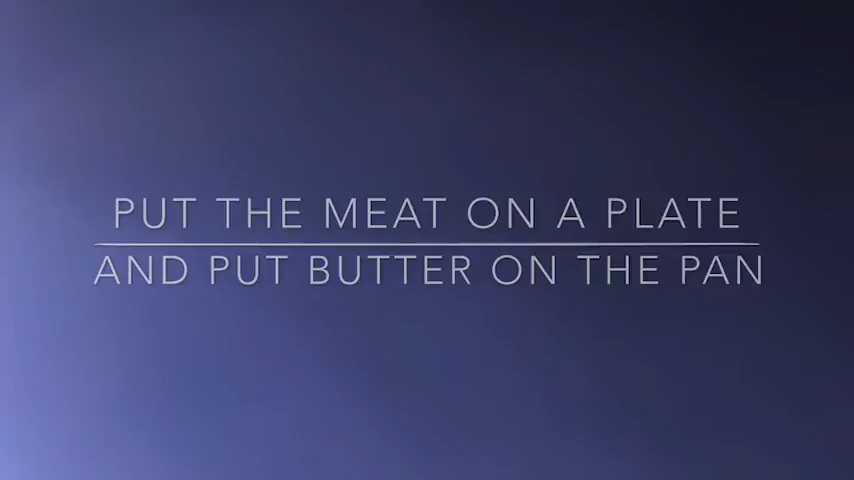 PUT THE MEAT ON A PLATE
AND PUT BUTTER ON THE PAN